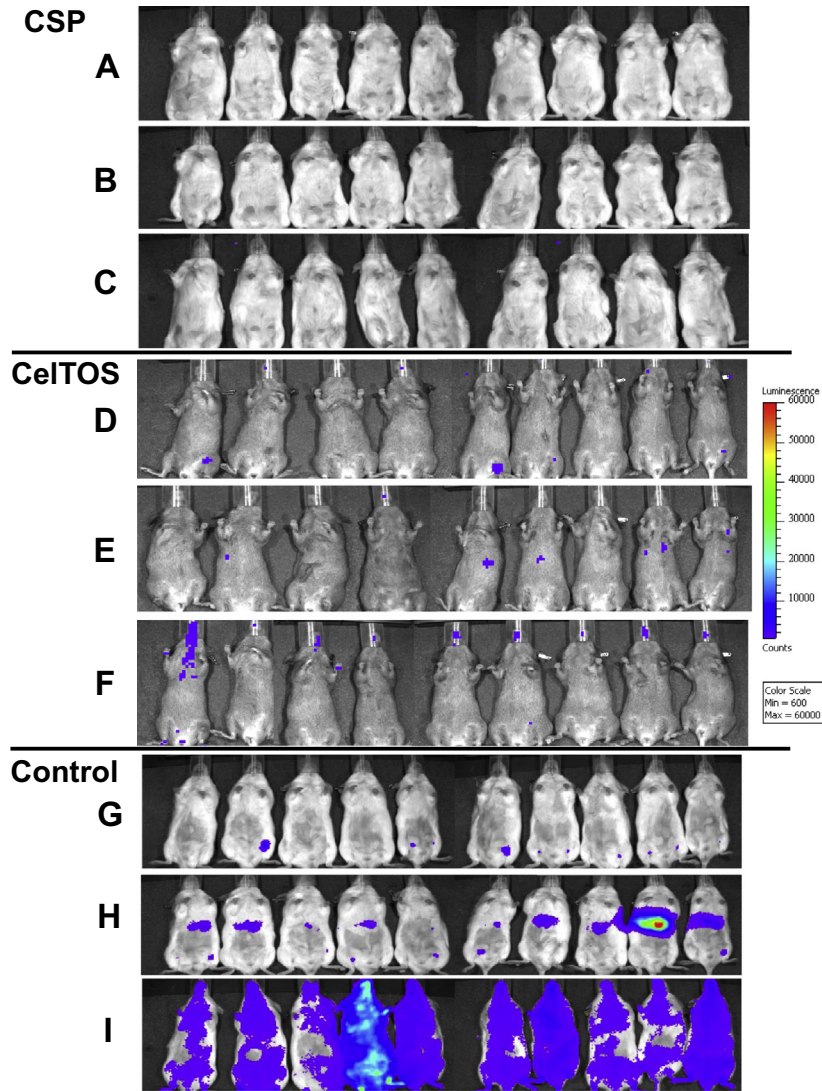 CSP
A
B
C
CelTOS
D
Luminescence
60000
50000
40000
30000
20000
10000
Counts
E
F
Color Scale
Min = 600
Max = 60000
Control
G
H
I